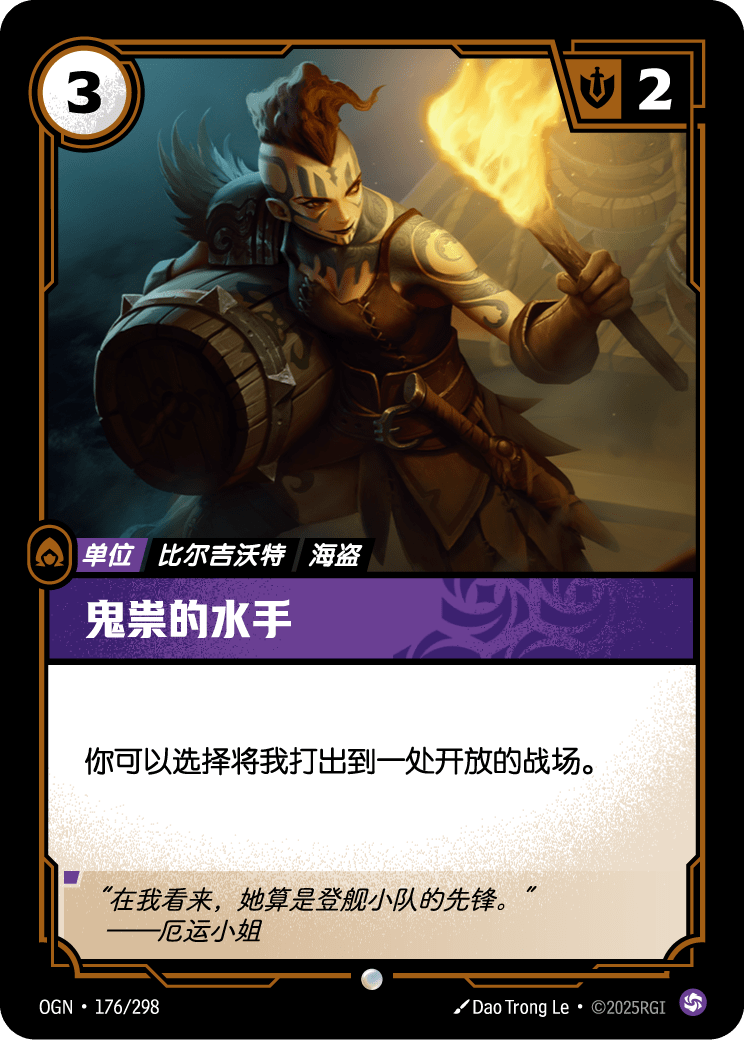 3
2
单位 比尔吉沃特 海盗
鬼祟的水手
你可以选择将我打出到一处开放的战场。
“在我看来，她算是登舰小队的先锋。”
——厄运小姐
OGN • 176/298 Dao Trong Le • ©2025RGI